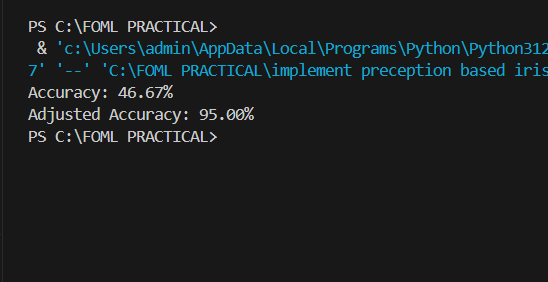 PS C:\FOML PRACTICAL>
& 'c:\Users\admin\AppData\Local\Programs\Python\Python312
7' '--' 'C:\FOML PRACTICAL\implement preception based iris
Accuracy: 46.67%
Adjusted Accuracy: 95.00%
PS C:\FOML PRACTICAL>